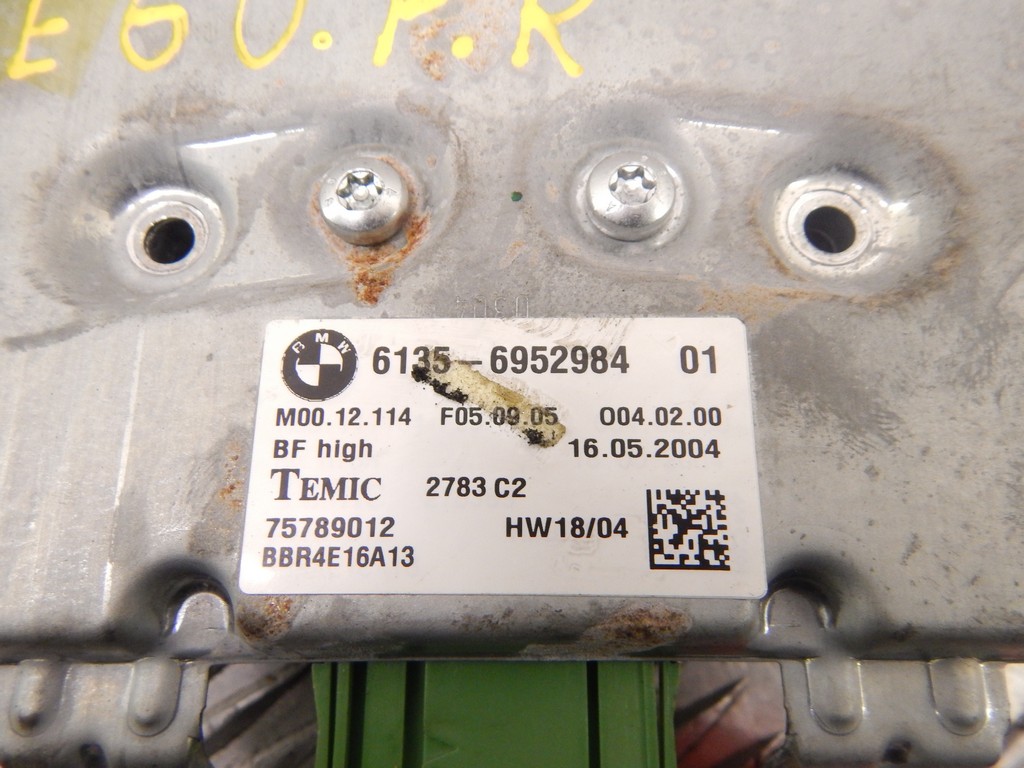 E60.P.R
BMW 6135-6952984 01
M00.12.114 F05.09.05 O04.02.00
BF high 16.05.2004
TEMIC 2783 C2
75789012 HW18/04
BBR4E16A13